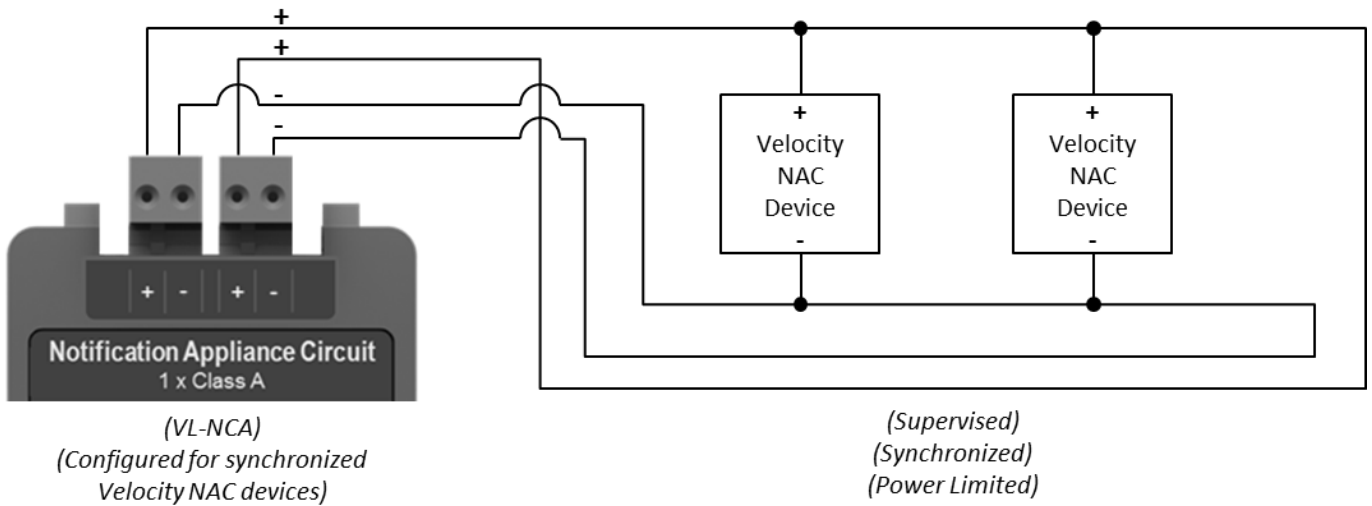 +
+
-
-
+
Velocity
NAC
Device
-
+
Velocity
NAC
Device
-
+ - + -
Notification Appliance Circuit
1 x Class A
(VL-NCA)
(Configured for synchronized
Velocity NAC devices)
(Supervised)
(Synchronized)
(Power Limited)